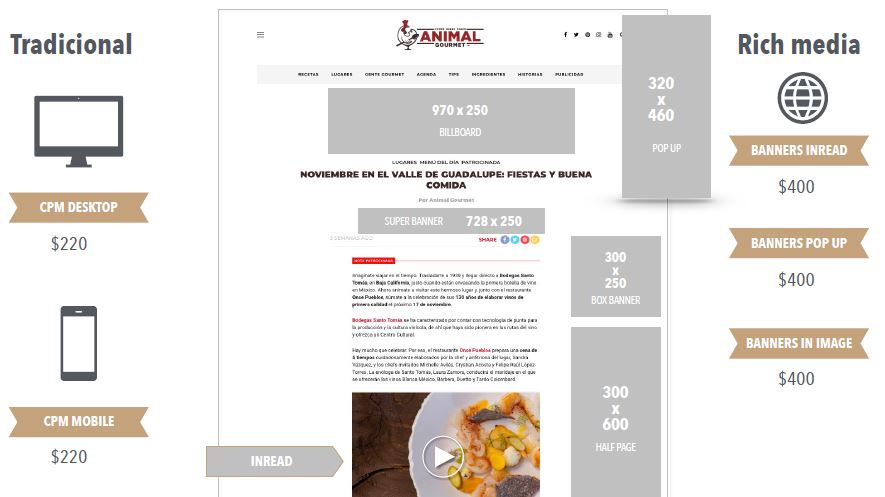 Tradicional
CPM DESKTOP
$220
CPM MOBILE
$220
ANIMAL
GOURMET
RECETAS LUGARES GENTE GOURMET AGENDA TIPS INGREDIENTES HISTORIAS PUBLICIDAD
970 x 250
BILLBOARD
320
x
460
POP UP
LUGARES MENÚ DEL DÍA PATROCINADA
NOVIEMBRE EN EL VALLE DE GUADALUPE: FIESTAS Y BUENA
COMIDA
Por Animal Gourmet
SUPER BANNER 728 x 250
2 SEMANAS AGO
SHARE
NOTA PATROCINADA
Imagínate viajar en el tiempo. Trasladarte a 1939 y llegar directo a Bodegas Santo
Tomás, en Baja California, justo cuando están envasando la primera botella de vino
en México. Ahora anímate a visitar este hermoso lugar y, junto con el restaurante
Once Pueblos, súmate a la celebración de sus 130 años de elaborar vinos de
primera calidad el próximo 17 de noviembre.
Bodegas Santo Tomás se ha caracterizado por contar con tecnología de punta para
la producción y la cultura vinícola, de ahí que haya sido pionera en las rutas del vino
y ofrezca un Centro Cultural.
Hay mucho que celebrar. Por eso, el restaurante Once Pueblos prepara una cena de
5 tiempos cuidadosamente elaborados por la chef y anfitriona del lugar, Sandra
Vázquez, y los chefs invitados Michelle Avilés, Crystian Acosta y Felipe Raúl López
Torres. La enóloga de Santo Tomás, Laura Zamora, conducirá el maridaje en el que
se ofrecerán los vinos Blanca México, Barbera, Duetto y Tardo Colombard.
INREAD
300
x
250
BOX BANNER
300
x
600
HALF PAGE
Rich media
BANNERS INREAD
$400
BANNERS POP UP
$400
BANNERS IN IMAGE
$400